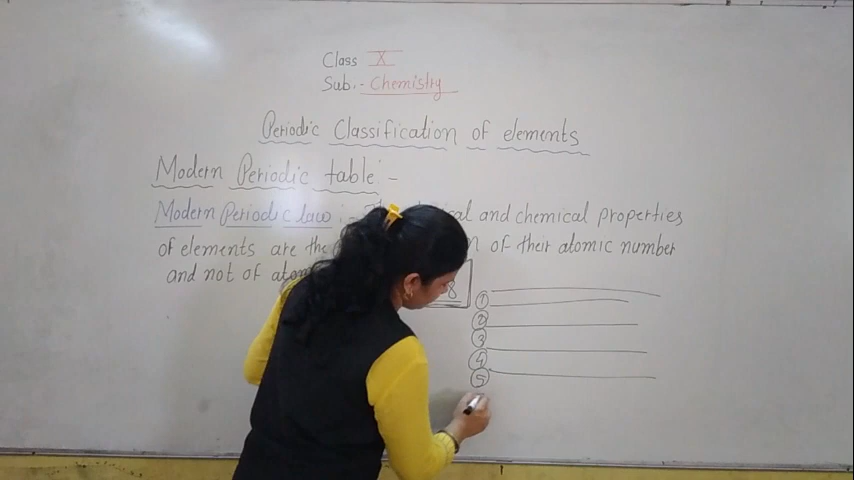 Class X
Sub.- Chemistry
Periodic Classification of elements
Modern Periodic table :-
Modern Periodic law :- and chemical properties
of elements are the of their atomic number
and not of
8
1
2
3
4
5